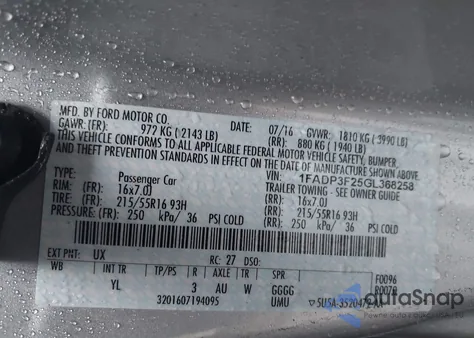 MFD. BY FORD MOTOR CO.
DATE: 07/16 GVWR: 1810 KG (3990 LB)
GAWR: (FR): 972 KG (2143 LB) (RR): 880 KG (1940 LB)
THIS VEHICLE CONFORMS TO ALL APPLICABLE FEDERAL MOTOR VEHICLE SAFETY, BUMPER,
AND THEFT PREVENTION STANDARDS IN EFFECT ON THE DATE OF MANUFACTURE SHOWN ABOVE.
VIN: 1FADP3F25GL368258
TYPE: Passenger Car TRAILER TOWING - SEE OWNER GUIDE
RIM: (FR): 16x7.0J (RR): 16x7.0J
TIRE: (FR): 215/55R16 93H (RR): 215/55R16 93H
PRESSURE: (FR): 250 kPa/ 36 PSI COLD (RR): 250 kPa/ 36 PSI COLD
EXT PNT: UX RC: 27 DSO: F0096
WB INT TR TP/PS R AXLE TR SPR
YL 3 AU W GGGG
3201607194095 UMU
autoSnap